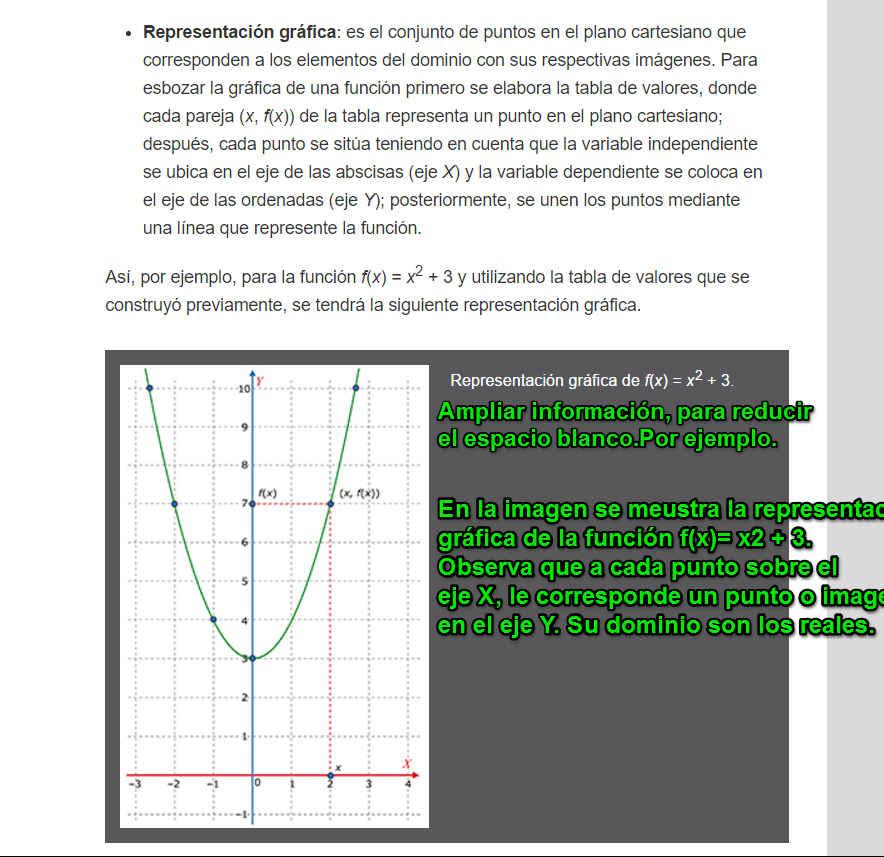 • Representación gráfica: es el conjunto de puntos en el plano cartesiano que
corresponden a los elementos del dominio con sus respectivas imágenes. Para
esbozar la gráfica de una función primero se elabora la tabla de valores, donde
cada pareja (x, f(x)) de la tabla representa un punto en el plano cartesiano;
después, cada punto se sitúa teniendo en cuenta que la variable independiente
se ubica en el eje de las abscisas (eje X) y la variable dependiente se coloca en
el eje de las ordenadas (eje Y); posteriormente, se unen los puntos mediante
una línea que represente la función.
Así, por ejemplo, para la función f(x) = x² + 3 y utilizando la tabla de valores que se
construyó previamente, se tendrá la siguiente representación gráfica.
Y
10
9
8
7
f(x)
(x, f(x))
6
5
4
3
2
1
x
X
-3 -2 -1 0 1 2 3 4
-1
Representación gráfica de f(x) = x² + 3.
Ampliar información, para reducir
el espacio blanco.Por ejemplo.
En la imagen se meustra la representac
gráfica de la función f(x)= x2 + 3.
Observa que a cada punto sobre el
eje X, le corresponde un punto o image
en el eje Y. Su dominio son los reales.